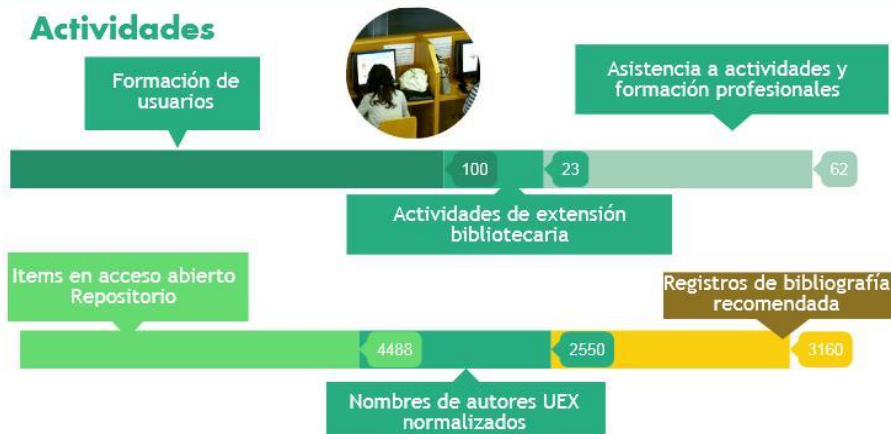 Actividades
Formación de
usuarios
Asistencia a actividades y
formación profesionales
100
23
62
Actividades de extensión
bibliotecaria
Items en acceso abierto
Repositorio
Registros de bibliografía
recomendada
4488
2550
3160
Nombres de autores UEX
normalizados